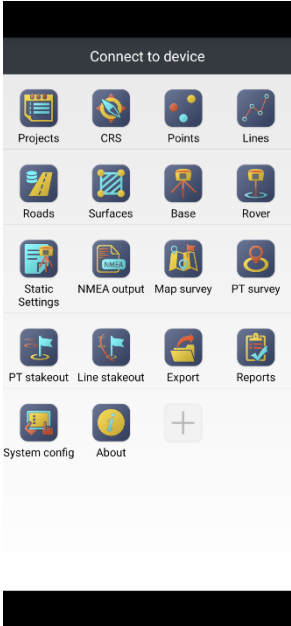 Connect to device
Projects CRS Points Lines
Roads Surfaces Base Rover
NMEA
Static Settings NMEA output Map survey PT survey
PT stakeout Line stakeout Export Reports
System config About